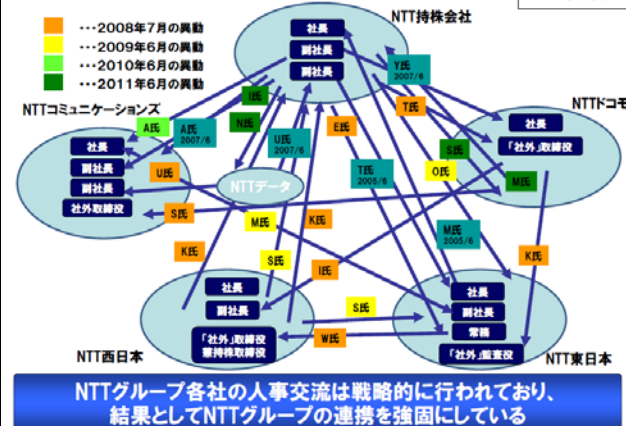 ・・・2008年7月の異動
・・・2009年6月の異動
・・・2010年6月の異動
・・・2011年6月の異動
NTT持株会社
社長
副社長
副社長
NTTコミュニケーションズ
社長
副社長
副社長
社外取締役
NTTドコモ
社長
「社外」取締役
NTTデータ
A氏
A氏
2007/6
I氏
N氏
U氏
2007/6
E氏
Y氏
2007/6
T氏
T氏
2005/6
S氏
O氏
M氏
U氏
S氏
M氏
K氏
M氏
2005/6
K氏
K氏
S氏
I氏
S氏
W氏
社長
副社長
「社外」取締役
兼持株取締役
NTT西日本
社長
副社長
常務
「社外」監査役
NTT東日本
NTTグループ各社の人事交流は戦略的に行われており、
結果としてNTTグループの連携を強固にしている